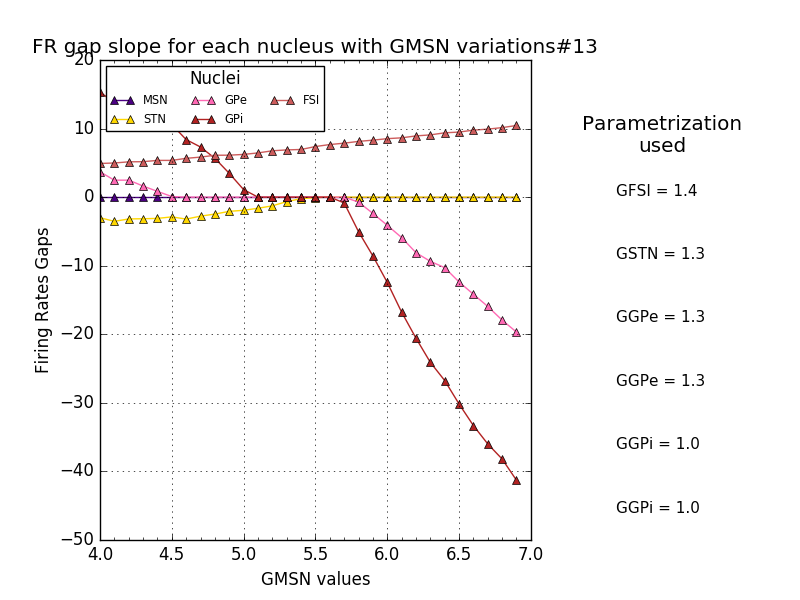 FR gap slope for each nucleus with GMSN variations#13
Nuclei
MSN GPe FSI
STN GPi
20
10
0
−10
−20
−30
−40
−50
Firing Rates Gaps
4.0 4.5 5.0 5.5 6.0 6.5 7.0
GMSN values
Parametrization
used
GFSI = 1.4
GSTN = 1.3
GGPe = 1.3
GGPe = 1.3
GGPi = 1.0
GGPi = 1.0